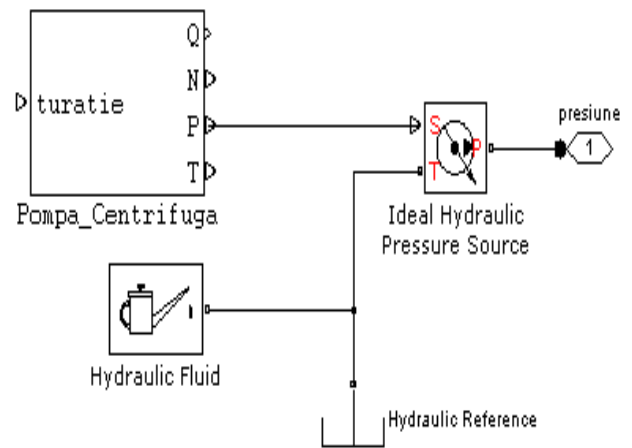 Q
N
turatie
P
T
Pompa_Centrifuga
S
P
T
presiune
1
Ideal Hydraulic
Pressure Source
Hydraulic Fluid
Hydraulic Reference